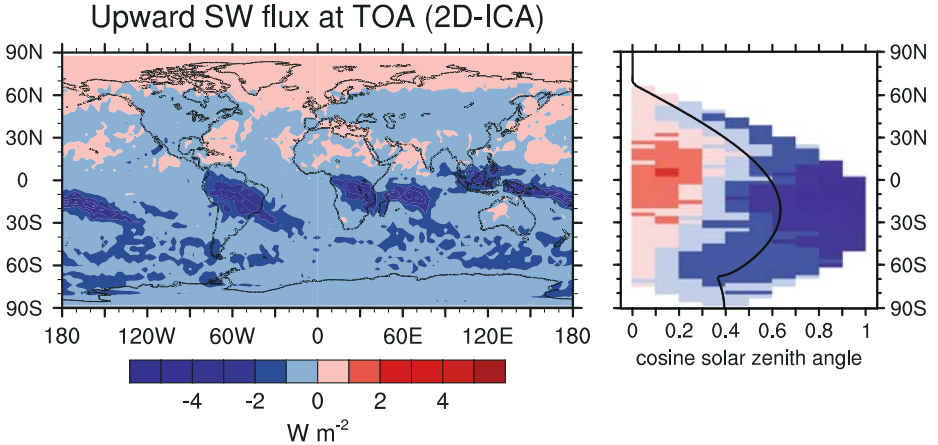 Upward SW flux at TOA (2D-ICA)
90N
60N
30N
0
30S
60S
90S
180
120W
60W
0
60E
120E
180
90N
60N
30N
0
30S
60S
90S
0
0.2
0.4
0.6
0.8
1
cosine solar zenith angle
-4
-2
0
2
4
W m⁻²